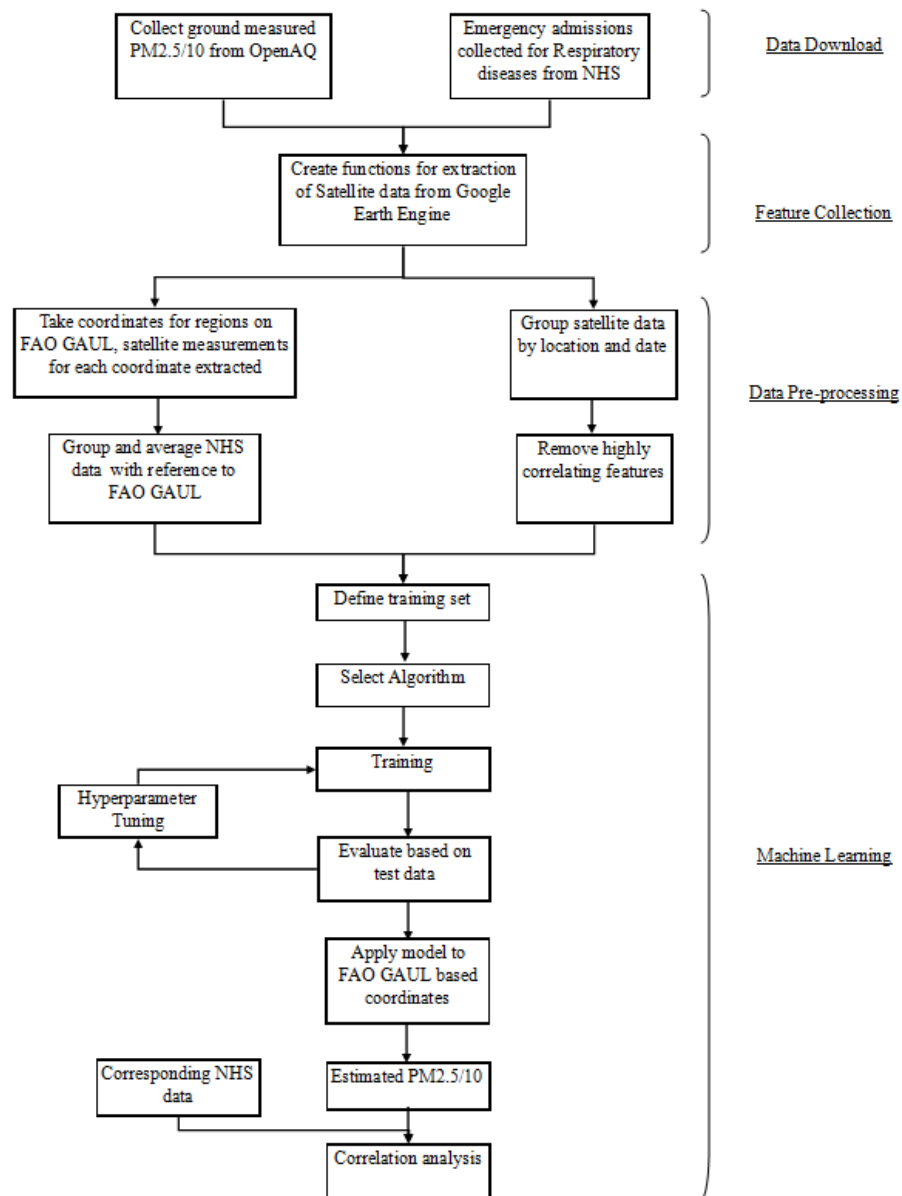 Collect ground measured
PM2.5/10 from OpenAQ
Emergency admissions
collected for Respiratory
diseases from NHS
Data Download
Create functions for extraction
of Satellite data from Google
Earth Engine
Feature Collection
Take coordinates for regions on
FAO GAUL, satellite measurements
for each coordinate extracted
Group satellite data
by location and date
Data Pre-processing
Group and average NHS
data with reference to
FAO GAUL
Remove highly
correlating features
Define training set
Select Algorithm
Training
Hyperparameter
Tuning
Evaluate based on
test data
Machine Learning
Apply model to
FAO GAUL based
coordinates
Corresponding NHS
data
Estimated PM2.5/10
Correlation analysis